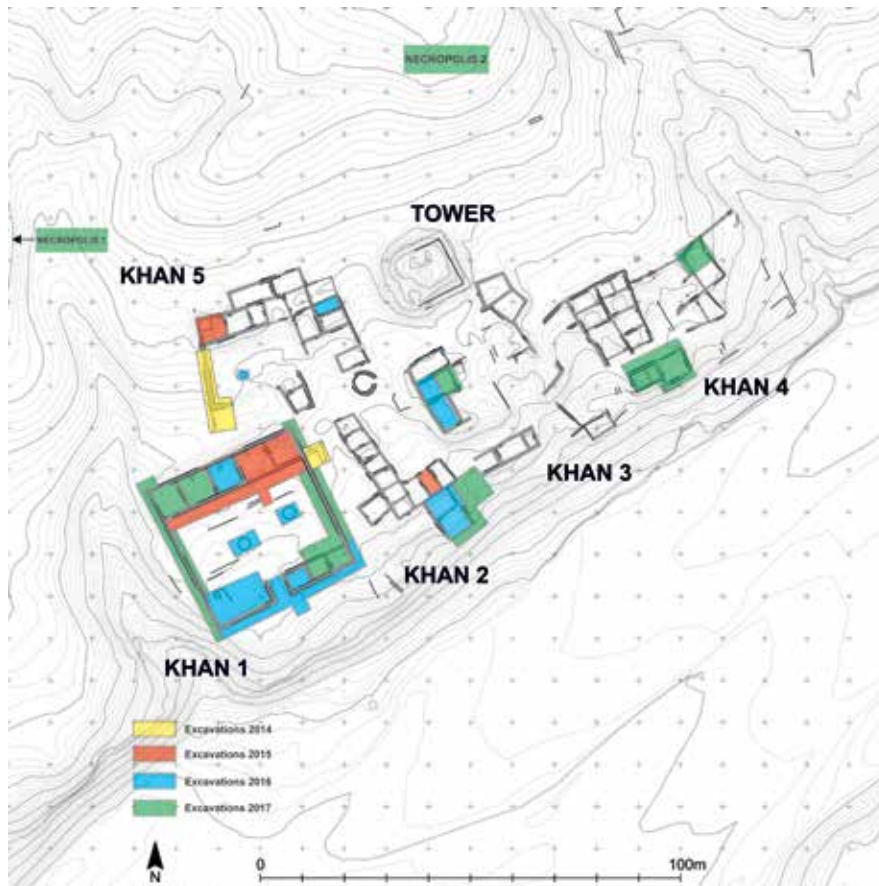 NECROPOLIS 2
TOWER
NECROPOLIS 1
KHAN 5
KHAN 4
KHAN 3
KHAN 2
KHAN 1
Excavations 2014
Excavations 2015
Excavations 2016
Excavations 2017
N
0
100m